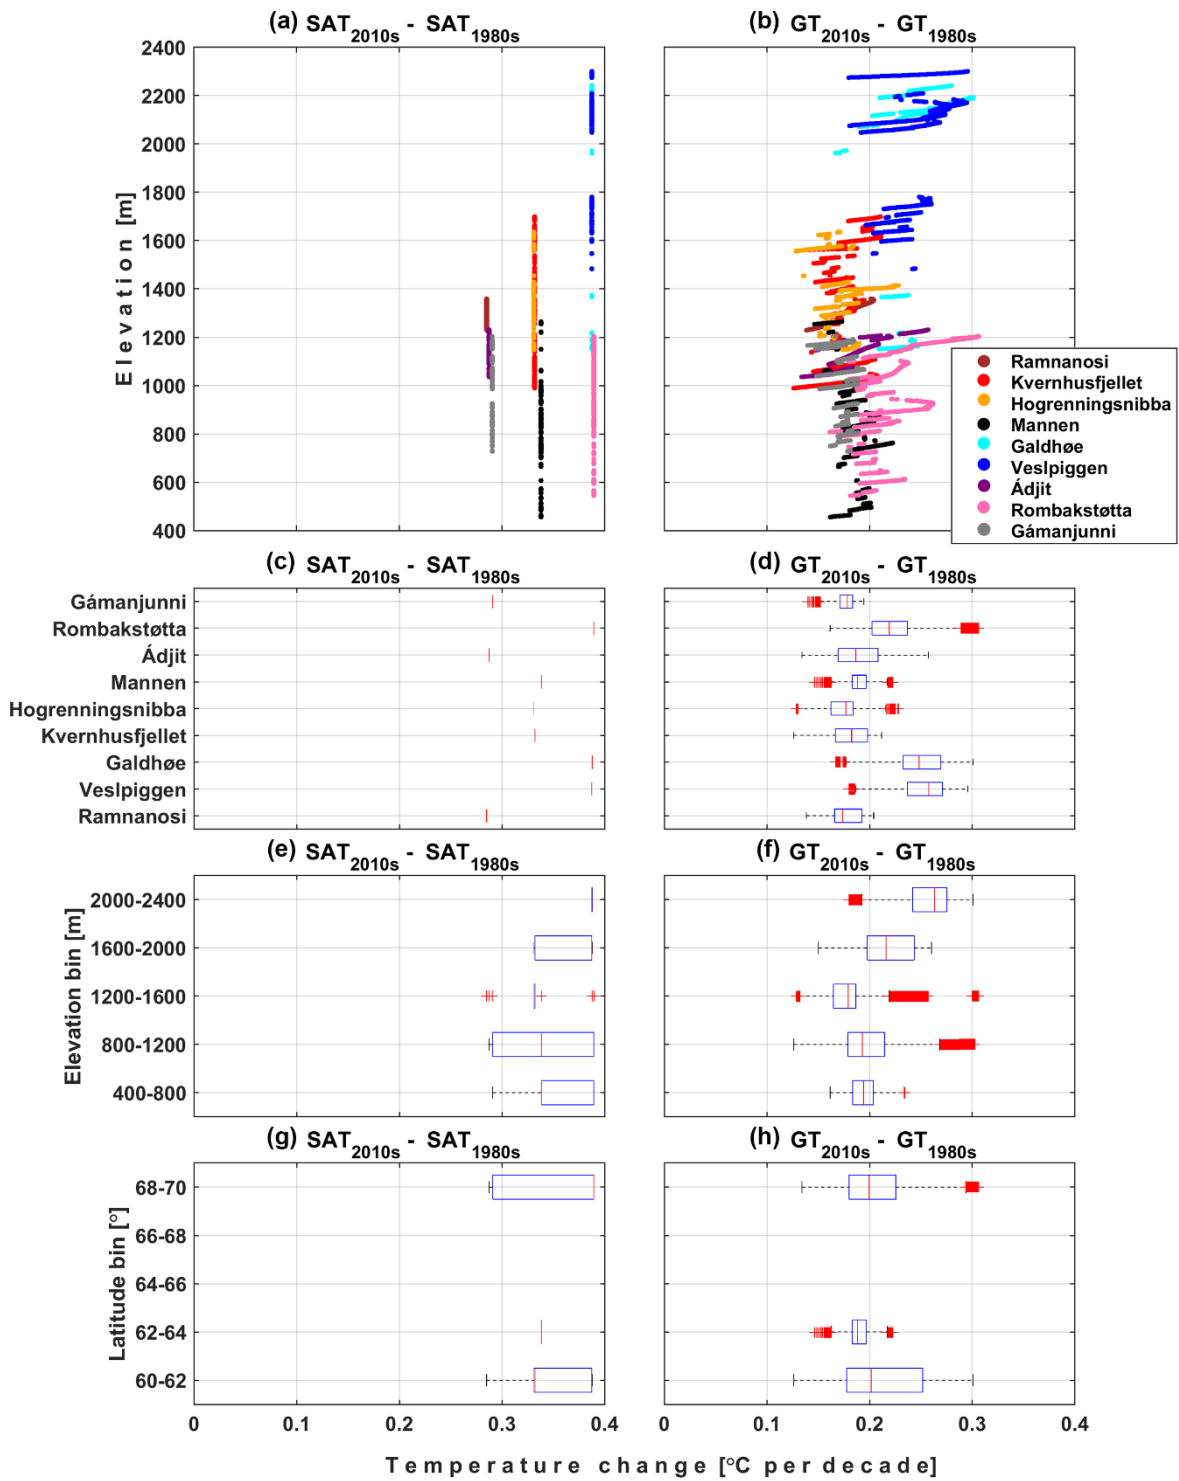 (a) SAT2010s - SAT1980s
(b) GT2010s - GT1980s
2400
2200
2000
1800
1600
1400
1200
1000
800
600
400
Elevation [m]
Ramnanosi
Kvernhusfjellet
Hogrenningsnibba
Mannen
Galdhøe
Veslpiggen
Ádjit
Rombakstøtta
Gámanjunni
(c) SAT2010s - SAT1980s
(d) GT2010s - GT1980s
Gámanjunni
Rombakstøtta
Ádjit
Mannen
Hogrenningsnibba
Kvernhusfjellet
Galdhøe
Veslpiggen
Ramnanosi
(e) SAT2010s - SAT1980s
(f) GT2010s - GT1980s
Elevation bin [m]
2000-2400
1600-2000
1200-1600
800-1200
400-800
(g) SAT2010s - SAT1980s
(h) GT2010s - GT1980s
Latitude bin [°]
68-70
66-68
64-66
62-64
60-62
0 0.1 0.2 0.3 0.4
0 0.1 0.2 0.3 0.4
Temperature change [°C per decade]